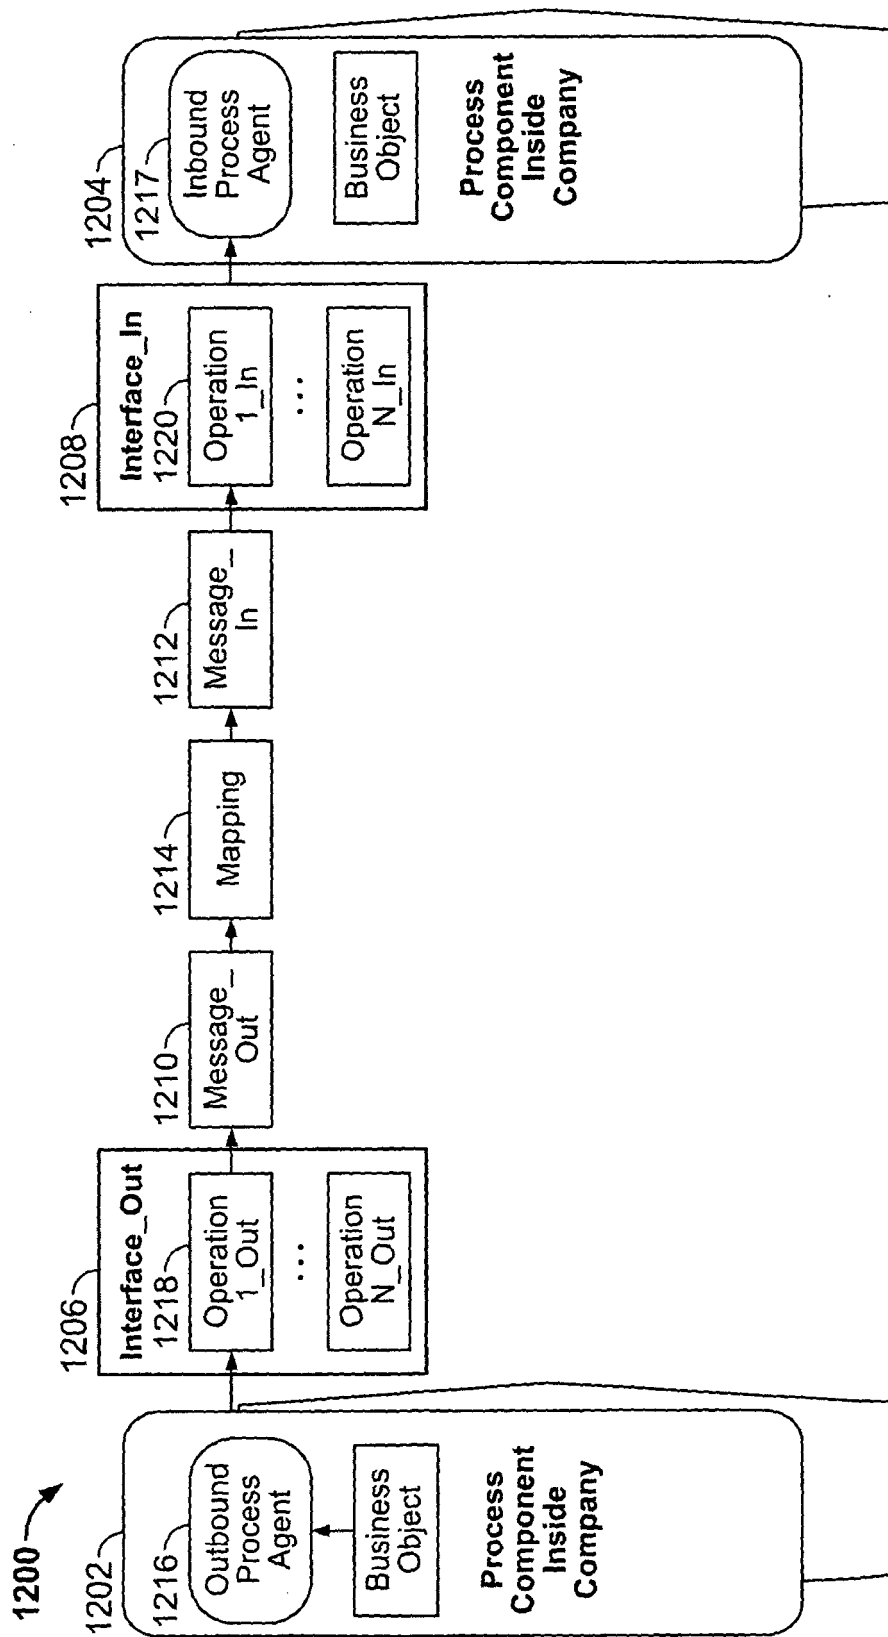 1200
1202
1216
Outbound
Process
Agent
Business
Object
Process
Component
Inside
Company
1206
Interface_Out
1218
Operation
1_Out
...
Operation
N_Out
1210
Message_
Out
1214
Mapping
1212
Message_
In
1208
Interface_In
1220
Operation
1_In
...
Operation
N_In
1204
1217
Inbound
Process
Agent
Business
Object
Process
Component
Inside
Company